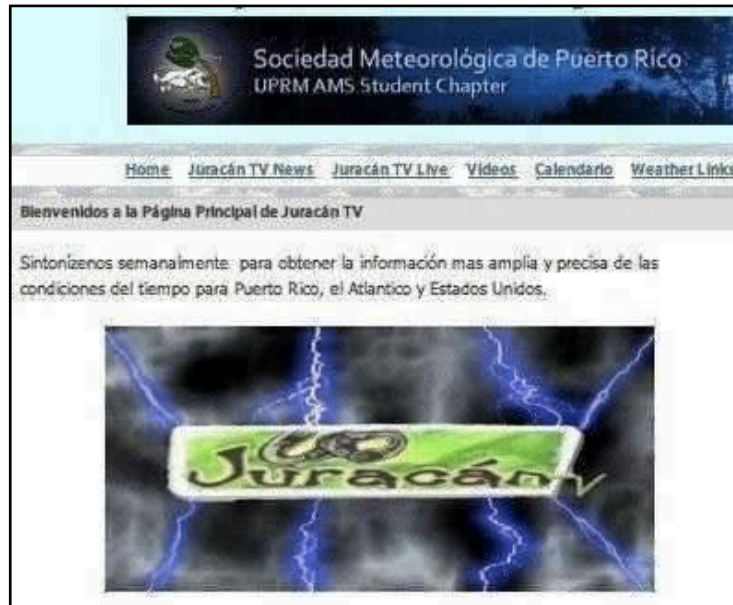 Sociedad Meteorológica de Puerto Rico
UPRM AMS Student Chapter
Home Juracán TV News Juracán TV Live Videos Calendario Weather Links
Bienvenidos a la Página Principal de Juracán TV
Sintonízenos semanalmente para obtener la información mas amplia y precisa de las
condiciones del tiempo para Puerto Rico, el Atlantico y Estados Unidos.
Juracán TV